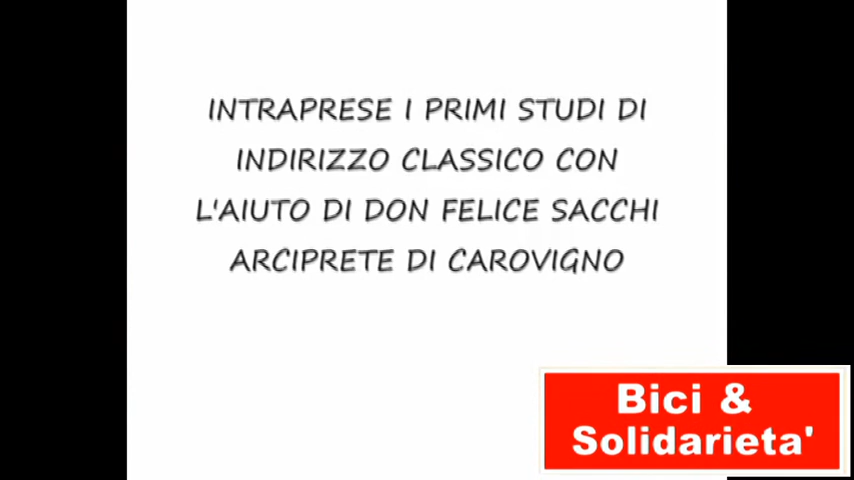 INTRAPRESE I PRIMI STUDI DI
INDIRIZZO CLASSICO CON
L'AIUTO DI DON FELICE SACCHI
ARCIPRETE DI CAROVIGNO
Bici &
Solidarieta'